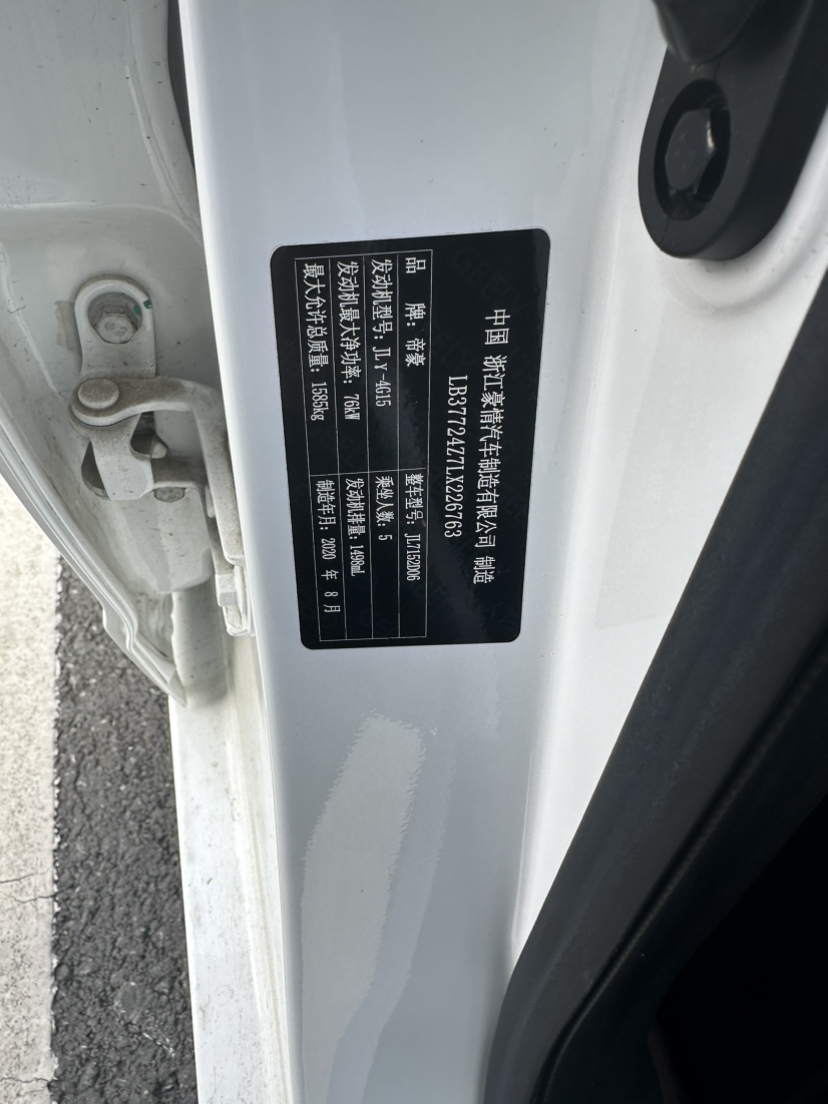 中国 浙江豪情汽车制造有限公司 制造
LB37724Z7LX226763
品 牌：帝豪 整车型号：JL7152D06
发动机型号：JLγ-4G15 乘坐人数：5
发动机最大净功率：76kW 发动机排量：1498mL
最大允许总质量：1585kg 制造年月：2020 年 8 月